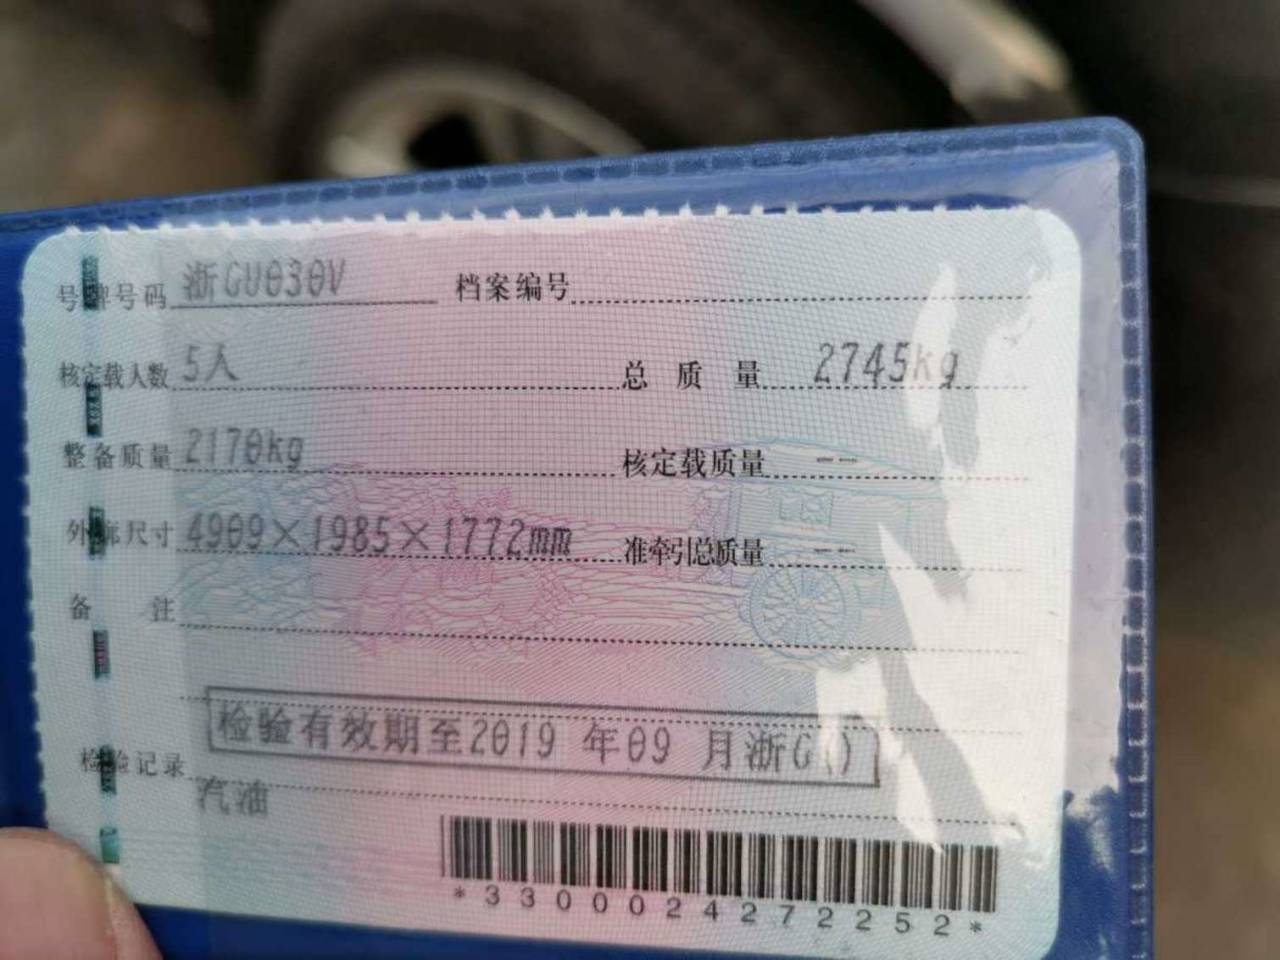 号牌号码 浙GU030V 档案编号
核定载人数 5人 总质量 2745kg
整备质量 2170kg 核定载质量 --
外廓尺寸 4909×1985×1772mm 准牵引总质量 --
备注
检验有效期至2019 年09 月浙G()
检验记录
汽油
*3300024272252*